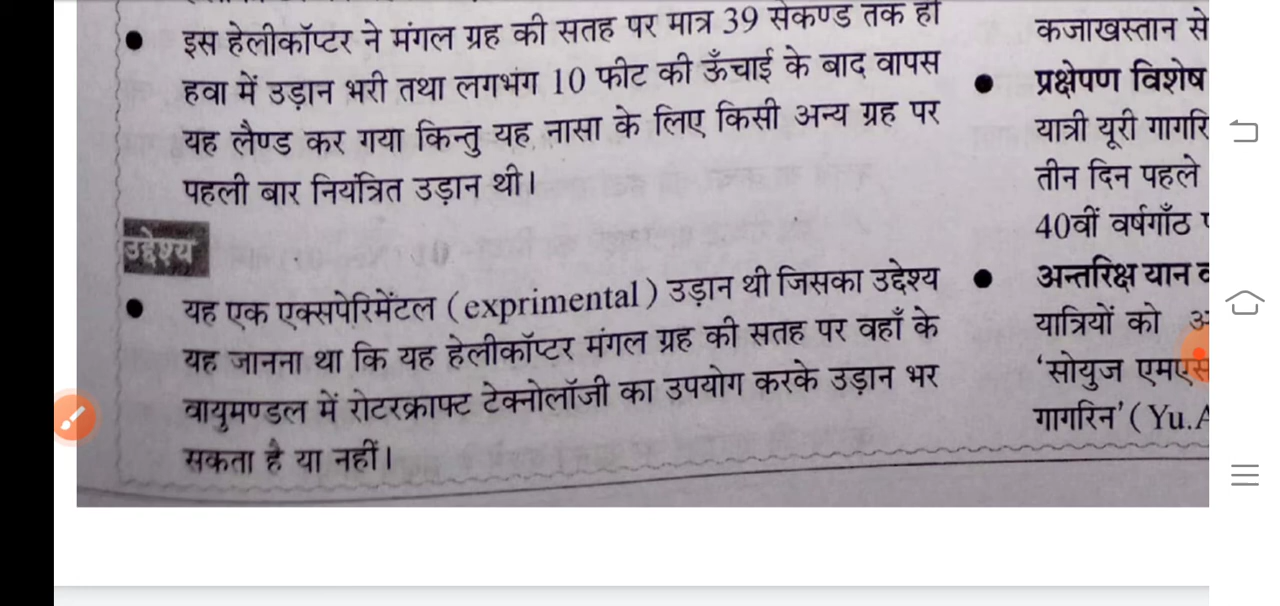 इस हेलीकॉप्टर ने मंगल ग्रह की सतह पर मात्र 39 सेकण्ड तक ही
हवा में उड़ान भरी तथा लगभंग 10 फीट की ऊँचाई के बाद वापस
यह लैण्ड कर गया किन्तु यह नासा के लिए किसी अन्य ग्रह पर
पहली बार नियंत्रित उड़ान थी।
उद्देश्य
यह एक एक्सपेरिमेंटल (exprimental) उड़ान थी जिसका उद्देश्य
यह जानना था कि यह हेलीकॉप्टर मंगल ग्रह की सतह पर वहाँ के
वायुमण्डल में रोटरक्राफ्ट टेक्नोलॉजी का उपयोग करके उड़ान भर
सकता है या नहीं।
कजाखस्तान से
प्रक्षेपण विशेष
यात्री यूरी गागरि
तीन दिन पहले
40वीं वर्षगाँठ
अन्तरिक्ष यान
यात्रियों को
'सोयुज एमएस
गागरिन' (Yu.A